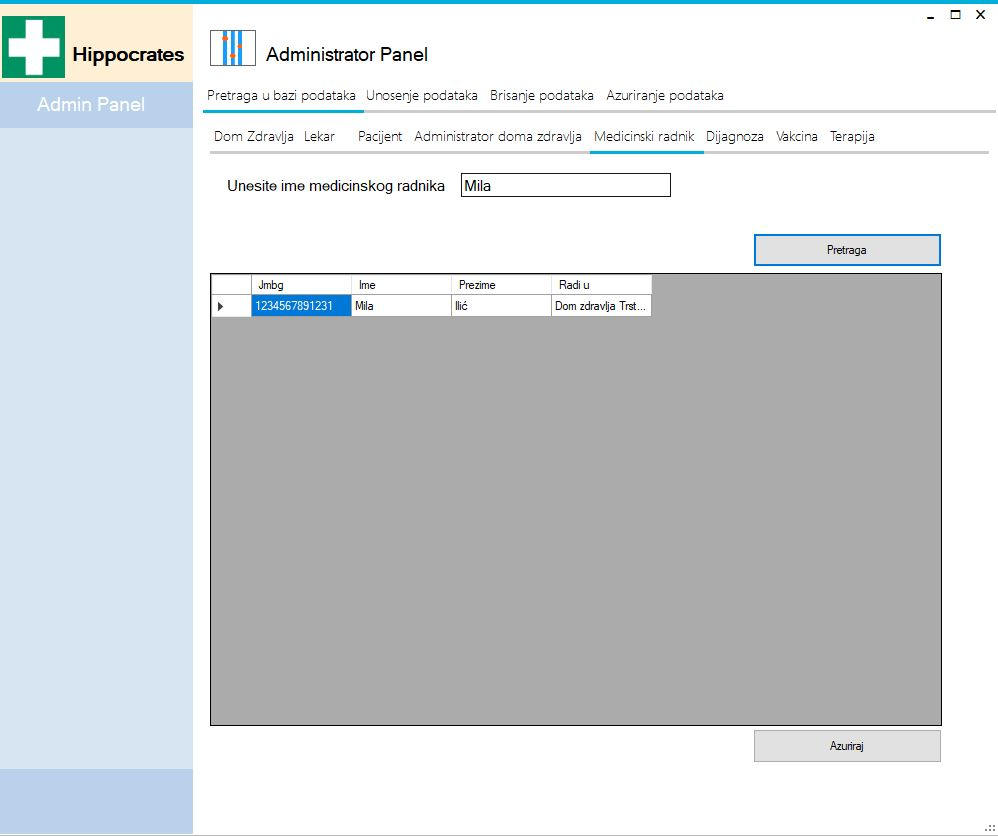 Hippocrates
Admin Panel
Administrator Panel
Pretraga u bazi podataka Unosenje podataka Brisanje podataka Azuriranje podataka
Dom Zdravlja Lekar Pacijent Administrator doma zdravlja Medicinski radnik Dijagnoza Vakcina Terapija
Unesite ime medicinskog radnika Mila
Pretraga
Jmbg Ime Prezime Radi u
1234567891231 Mila Ilić Dom zdravlja Trst...
Azuriraj